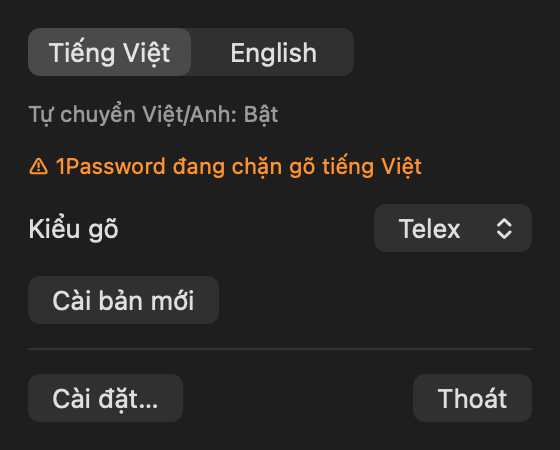 Tiếng Việt English
Tự chuyển Việt/Anh: Bật
1Password đang chặn gõ tiếng Việt
Kiểu gõ Telex
Cài bản mới
Cài đặt... Thoát